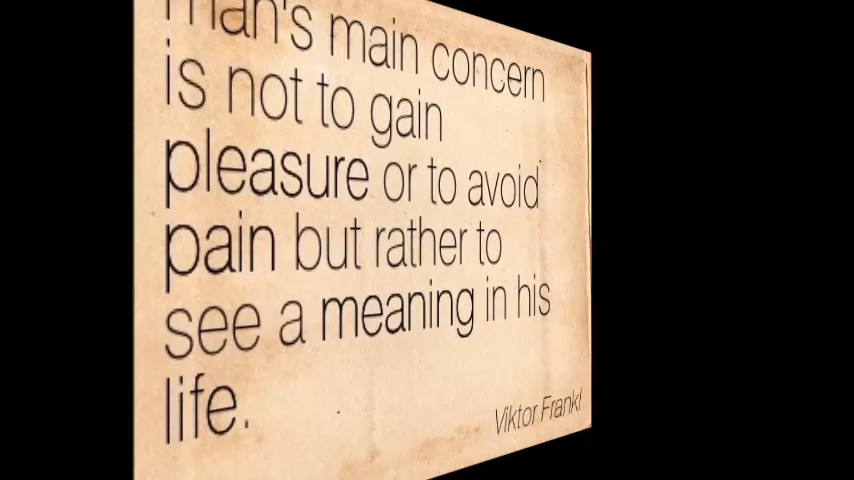 man's main concern
is not to gain
pleasure or to avoid
pain but rather to
see a meaning in his
life.
Viktor Frankl